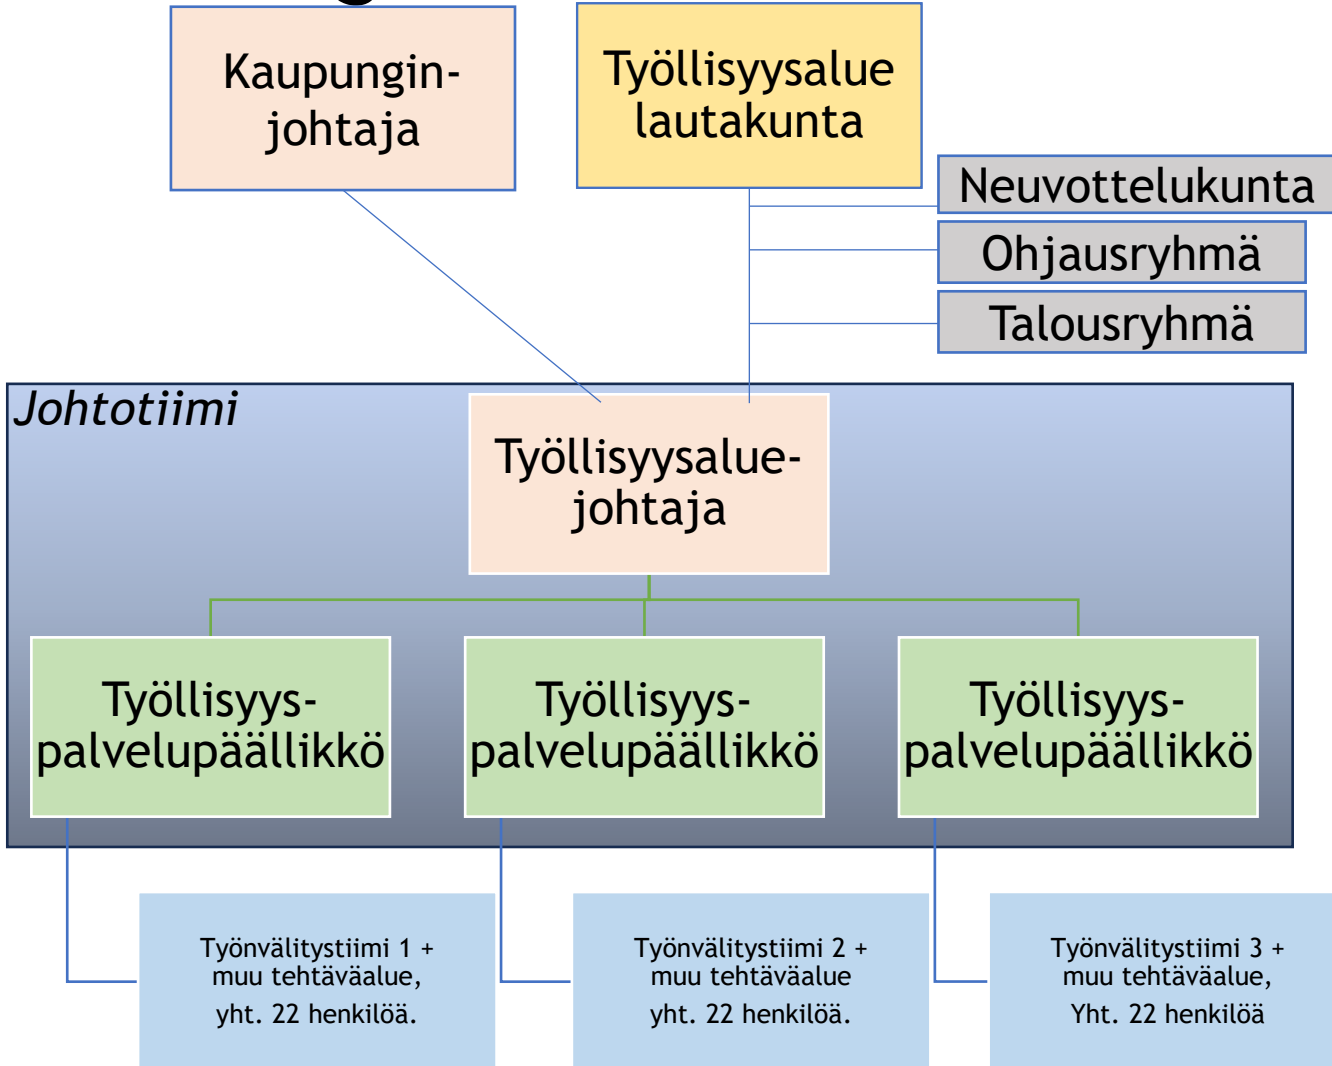 Kaupungin-
johtaja
Työllisyysalue
lautakunta
Neuvottelukunta
Ohjausryhmä
Talousryhmä
Johtotiimi
Työllisyysalue-
johtaja
Työllisyys-
palvelupäällikkö
Työllisyys-
palvelupäällikkö
Työllisyys-
palvelupäällikkö
Työnvälitystiimi 1 +
muu tehtäväalue,
yht. 22 henkilöä.
Työnvälitystiimi 2 +
muu tehtäväalue
yht. 22 henkilöä.
Työnvälitystiimi 3 +
muu tehtäväalue,
Yht. 22 henkilöä